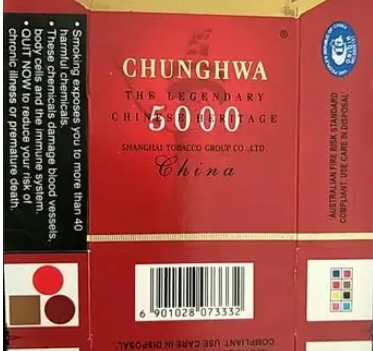 • Smoking exposes you to more than 40
harmful chemicals.
• These chemicals damage blood vessels,
body cells and the immune system.
• QUIT NOW to reduce your risk of
chronic illness or premature death.
®
CHUNGHWA
THE LEGENDARY
5000
CHINESE HERITAGE
SHANGHAI TOBACCO GROUP CO.,LTD.
China
'AUSTRALIAN FIRE RISK STANDARD
COMPLIANT. USE CARE IN DISPOSAL'
6 901028 073332
COMPLIANT. USE CARE IN DISPOSAL'.